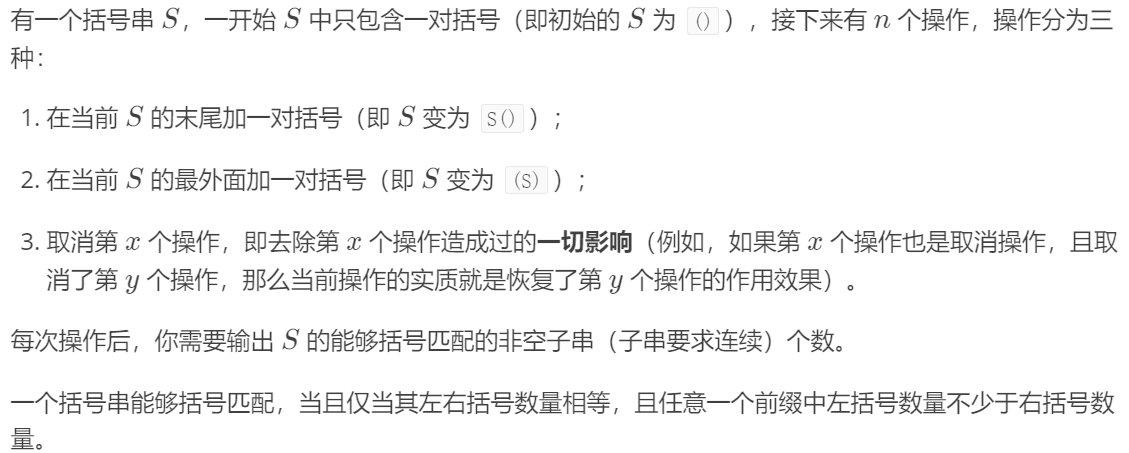 有一个括号串 S，一开始 S 中只包含一对括号（即初始的 S 为 ()），接下来有 n 个操作，操作分为三
种：
1. 在当前 S 的末尾加一对括号（即 S 变为 S()）；
2. 在当前 S 的最外面加一对括号（即 S 变为 (S)）；
3. 取消第 x 个操作，即去除第 x 个操作造成过的一切影响（例如，如果第 x 个操作也是取消操作，且取
消了第 y 个操作，那么当前操作的实质就是恢复了第 y 个操作的作用效果）。
每次操作后，你需要输出 S 的能够括号匹配的非空子串（子串要求连续）个数。
一个括号串能够括号匹配，当且仅当其左右括号数量相等，且任意一个前缀中左括号数量不少于右括号数
量。